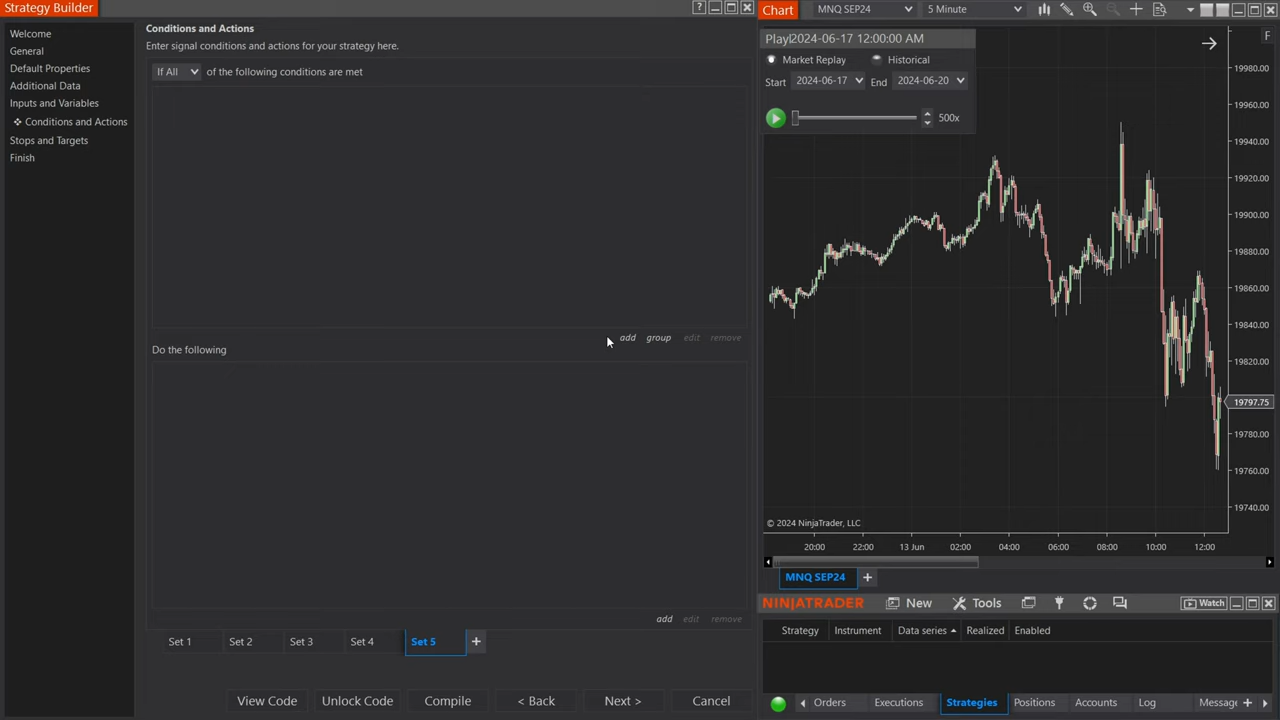 Strategy Builder
?
Welcome
General
Default Properties
Additional Data
Inputs and Variables
Conditions and Actions
Stops and Targets
Finish
Conditions and Actions
Enter signal conditions and actions for your strategy here.
If All of the following conditions are met
add group edit remove
Do the following
add edit remove
Set 1 Set 2 Set 3 Set 4 Set 5 +
View Code Unlock Code Compile < Back Next > Cancel
Chart MNQ SEP24 5 Minute
Playl2024-06-17 12:00:00 AM
F
Market Replay Historical
Start 2024-06-17 End 2024-06-20
500x
19980.00
19960.00
19940.00
19920.00
19900.00
19880.00
19860.00
19840.00
19820.00
19797.75
19780.00
19760.00
19740.00
© 2024 NinjaTrader, LLC
20:00 22:00 13 Jun 02:00 04:00 06:00 08:00 10:00 12:00
MNQ SEP24 +
NINJATRADER New Tools Watch
Strategy Instrument Data series Realized Enabled
Orders Executions Strategies Positions Accounts Log Message +